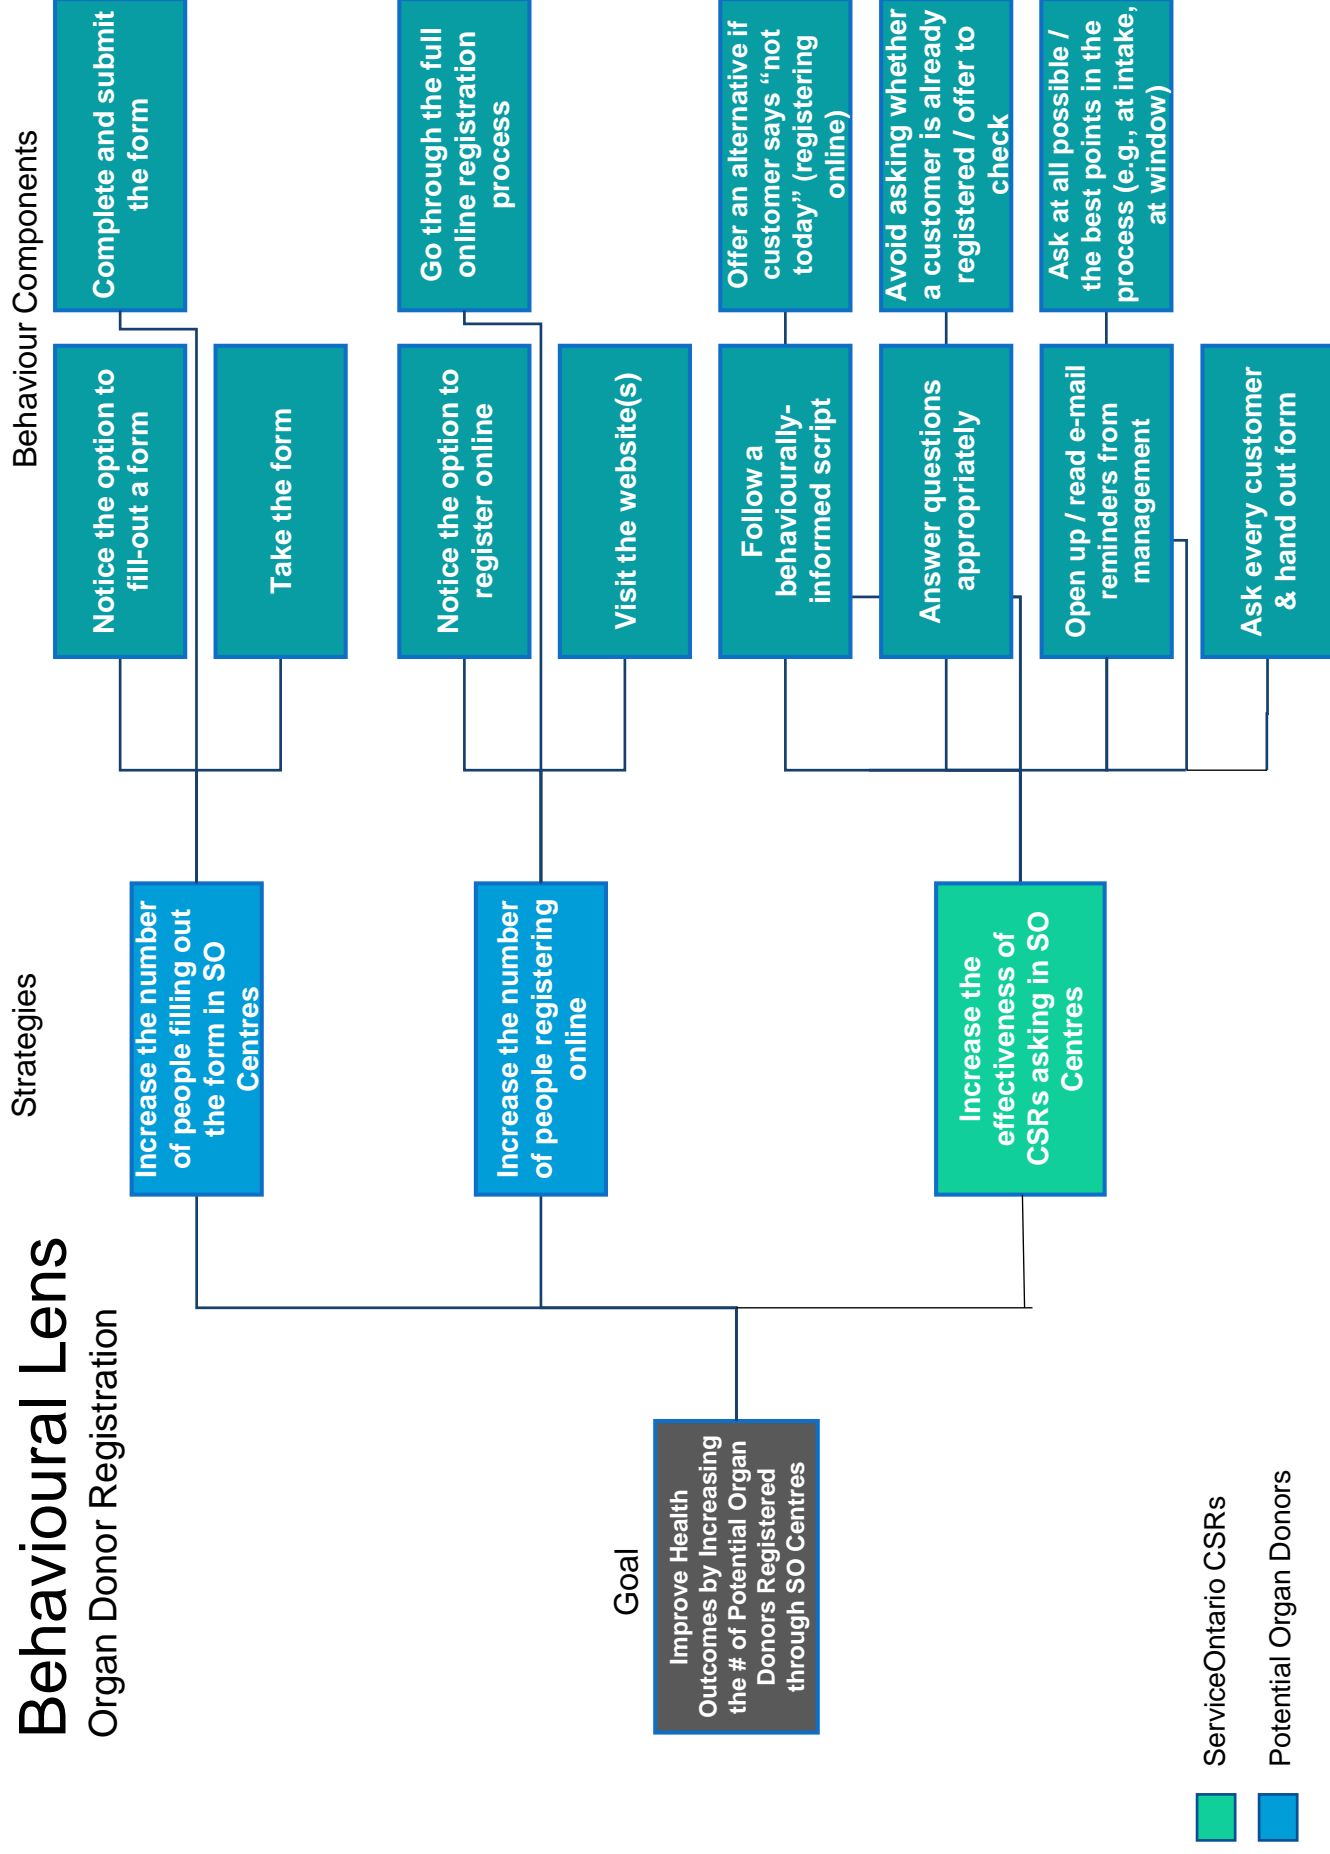 Behavioural Lens
Organ Donor Registration
Goal
Strategies
Behaviour Components
Improve Health
Outcomes by Increasing
the # of Potential Organ
Donors Registered
through SO Centres
Increase the number
of people filling out
the form in SO
Centres
Notice the option to
fill-out a form
Complete and submit
the form
Take the form
Increase the number
of people registering
online
Notice the option to
register online
Go through the full
online registration
process
Visit the website(s)
Increase the
effectiveness of
CSRs asking in SO
Centres
Follow a
behaviourally-
informed script
Offer an alternative if
customer says “not
today” (registering
online)
Answer questions
appropriately
Avoid asking whether
a customer is already
registered / offer to
check
Open up / read e-mail
reminders from
management
Ask at all possible /
the best points in the
process (e.g., at intake,
at window)
Ask every customer
& hand out form
ServiceOntario CSRs
Potential Organ Donors